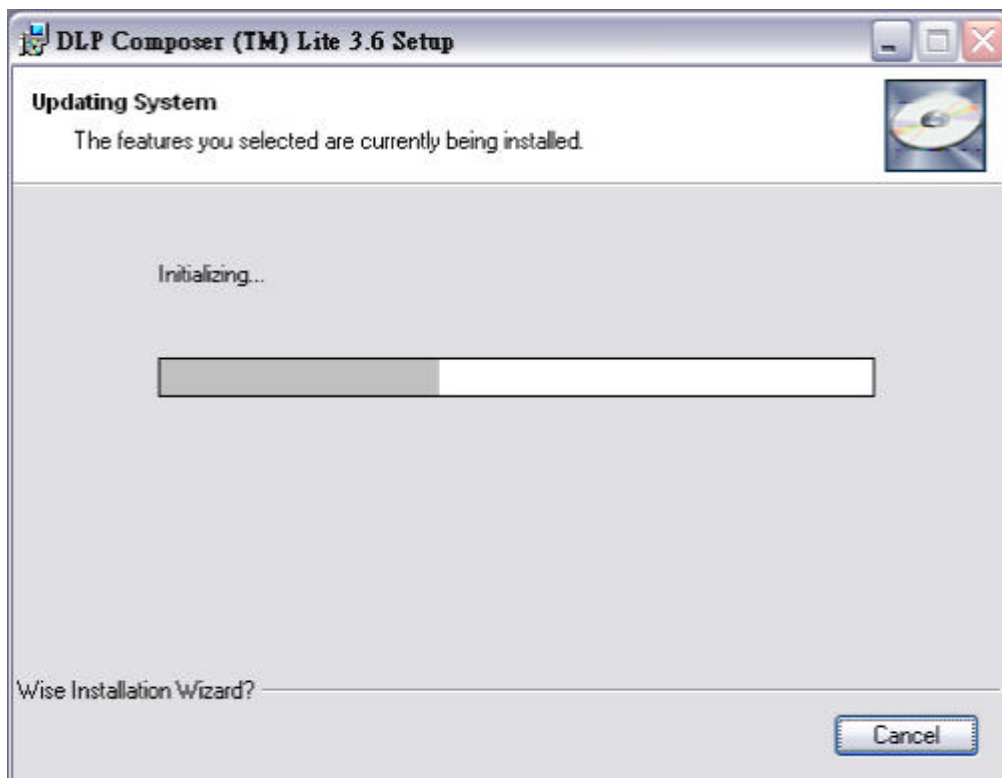 DLP Composer (TM) Lite 3.6 Setup
Updating System
The features you selected are currently being installed.
Initializing...
Wise Installation Wizard?
Cancel